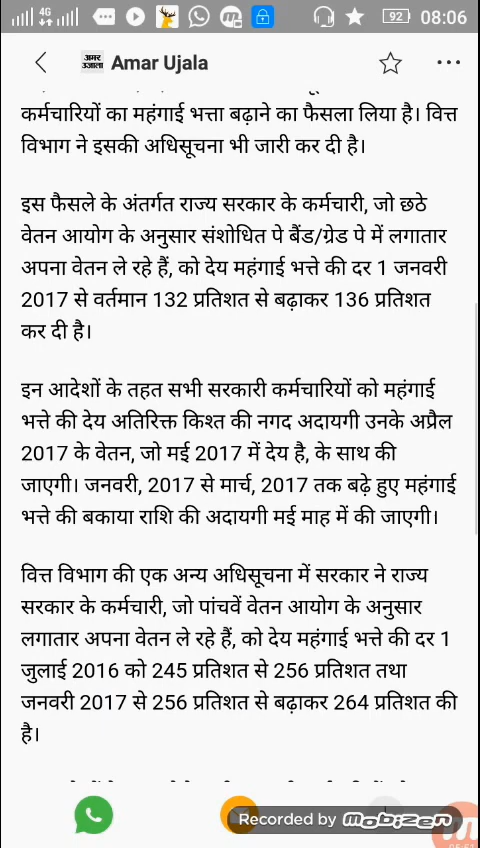 4G
92
08:06
अमर उजाला
Amar Ujala
कर्मचारियों का महंगाई भत्ता बढ़ाने का फैसला लिया है। वित्त
विभाग ने इसकी अधिसूचना भी जारी कर दी है।
इस फैसले के अंतर्गत राज्य सरकार के कर्मचारी, जो छठे
वेतन आयोग के अनुसार संशोधित पे बैंड/ग्रेड पे में लगातार
अपना वेतन ले रहे हैं, को देय महंगाई भत्ते की दर 1 जनवरी
2017 से वर्तमान 132 प्रतिशत से बढ़ाकर 136 प्रतिशत
कर दी है।
इन आदेशों के तहत सभी सरकारी कर्मचारियों को महंगाई
भत्ते की देय अतिरिक्त किश्त की नगद अदायगी उनके अप्रैल
2017 के वेतन, जो मई 2017 में देय है, के साथ की
जाएगी। जनवरी, 2017 से मार्च, 2017 तक बढ़े हुए महंगाई
भत्ते की बकाया राशि की अदायगी मई माह में की जाएगी।
वित्त विभाग की एक अन्य अधिसूचना में सरकार ने राज्य
सरकार के कर्मचारी, जो पांचवें वेतन आयोग के अनुसार
लगातार अपना वेतन ले रहे हैं, को देय महंगाई भत्ते की दर 1
जुलाई 2016 को 245 प्रतिशत से 256 प्रतिशत तथा
जनवरी 2017 से 256 प्रतिशत से बढ़ाकर 264 प्रतिशत की
है।
Recorded by Mobizen